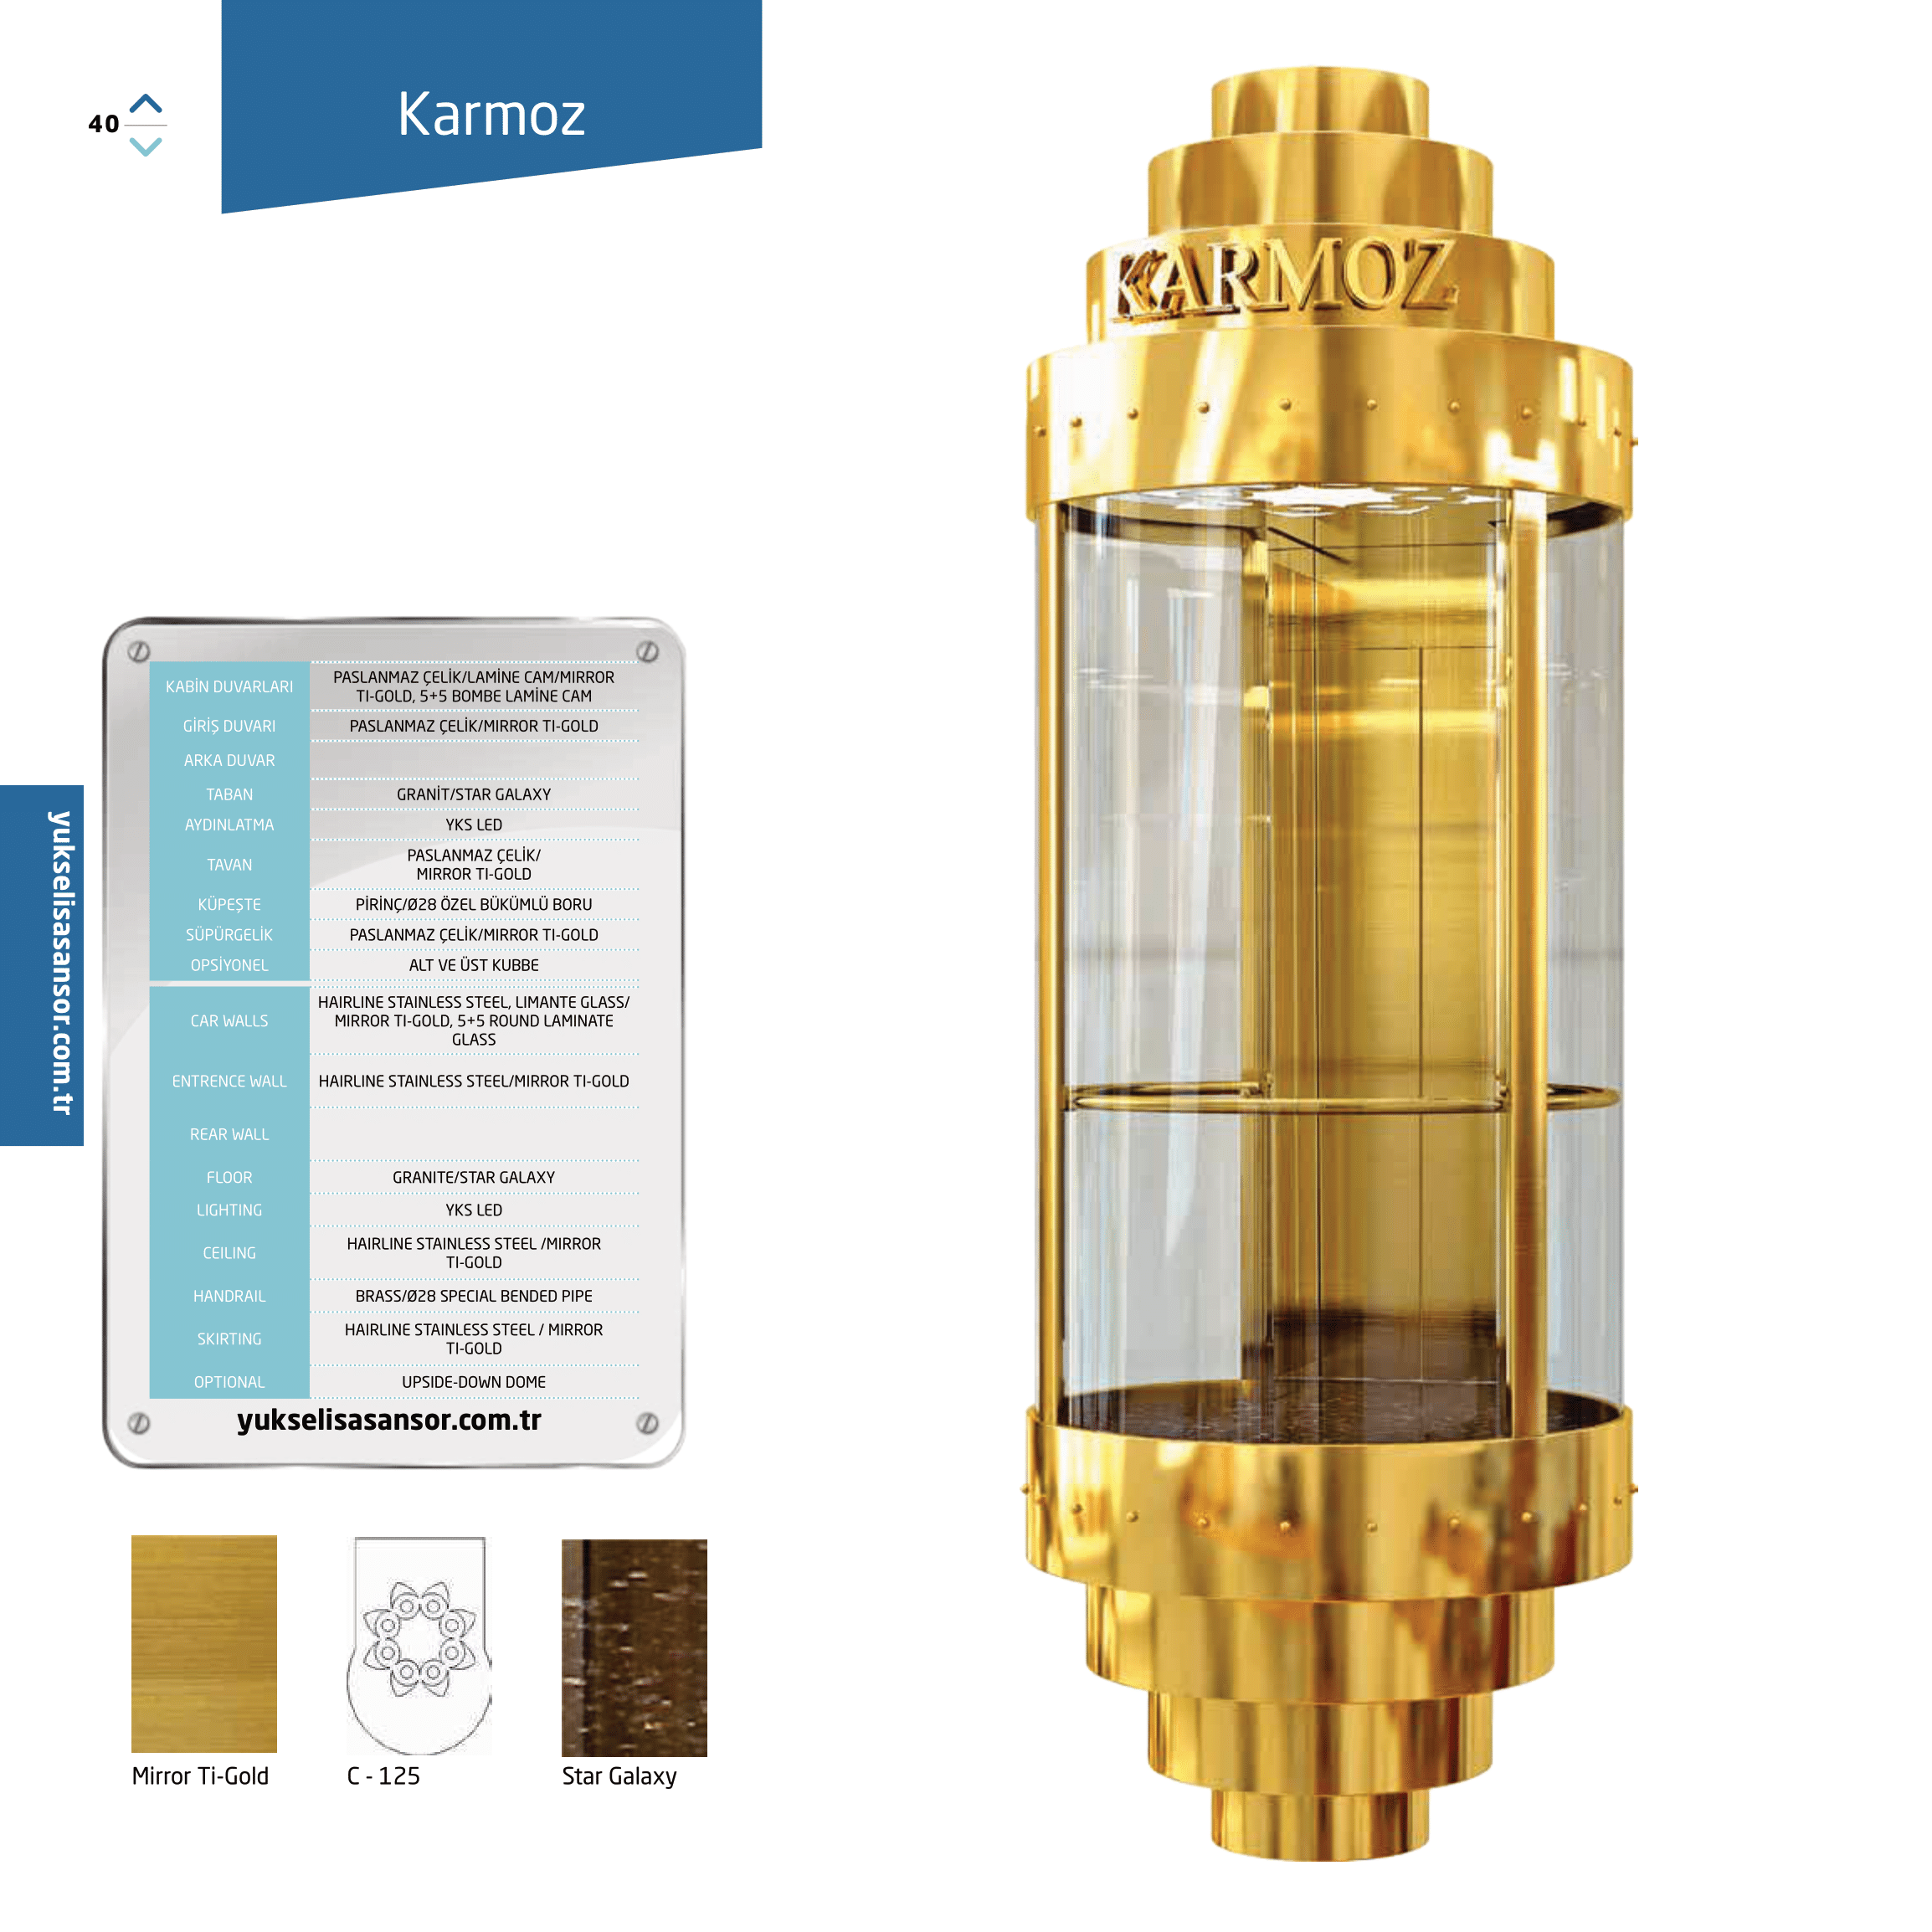 40
Karmoz
KARMOZ
KABİN DUVARLARI
PASLANMAZ ÇELİK/LAMİNE CAM/MIRROR
TI-GOLD, 5+5 BOMBE LAMİNE CAM
GİRİŞ DUVARI
PASLANMAZ ÇELİK/MIRROR TI-GOLD
ARKA DUVAR
TABAN
GRANİT/STAR GALAXY
AYDINLATMA
YKS LED
TAVAN
PASLANMAZ ÇELİK/
MIRROR TI-GOLD
KÜPEŞTE
PİRİNÇ/Ø28 ÖZEL BÜKÜMLÜ BORU
SÜPÜRGELİK
PASLANMAZ ÇELİK/MIRROR TI-GOLD
OPSİYONEL
ALT VE ÜST KUBBE
CAR WALLS
HAIRLINE STAINLESS STEEL, LIMANTE GLASS/
MIRROR TI-GOLD, 5+5 ROUND LAMINATE
GLASS
ENTRENCE WALL
HAIRLINE STAINLESS STEEL/MIRROR TI-GOLD
REAR WALL
FLOOR
GRANITE/STAR GALAXY
LIGHTING
YKS LED
CEILING
HAIRLINE STAINLESS STEEL /MIRROR
TI-GOLD
HANDRAIL
BRASS/Ø28 SPECIAL BENDED PIPE
SKIRTING
HAIRLINE STAINLESS STEEL / MIRROR
TI-GOLD
OPTIONAL
UPSIDE-DOWN DOME
yukselisasansor.com.tr
yukselisasansor.com.tr
Mirror Ti-Gold
C - 125
Star Galaxy